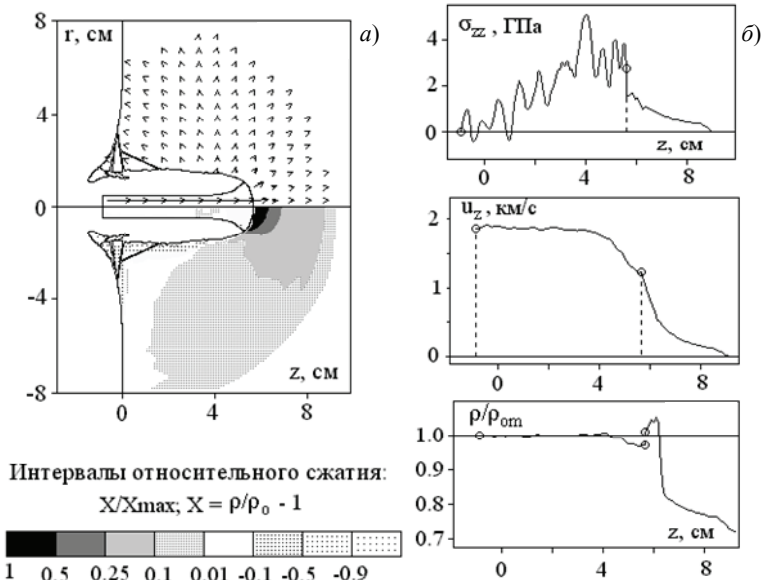 8
r, см
а)
4
0
-4
z, см
-8
0 4 8
Интервалы относительного сжатия:
X/Xmax; X = ρ/ρ₀ - 1
1 0.5 0.25 0.1 0.01 -0.1 -0.5 -0.9
σzz , ГПа
б)
4
2
0
z, см
0 4 8
uz , км/с
2
1
0
0 4 8
ρ/ρom
1.0
0.9
0.8
0.7
z, см
0 4 8